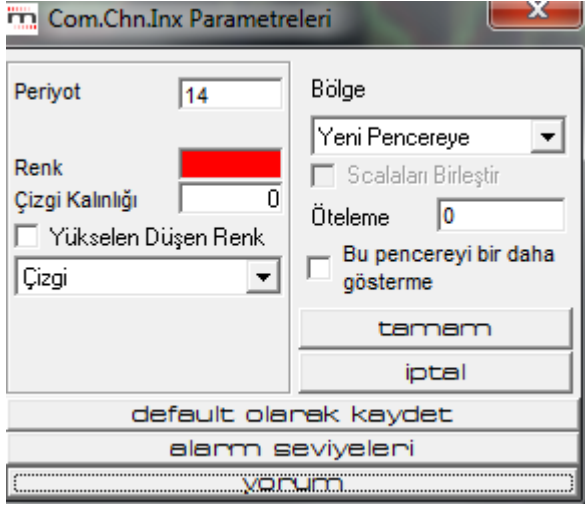 Com.Chn.Inx Parametreleri
Periyot
14
Renk
Çizgi Kalınlığı
0
Yükselen Düşen Renk
Çizgi
Bölge
Yeni Pencereye
Scalaları Birleştir
Öteleme
0
Bu pencereyi bir daha
gösterme
tamam
iptal
default olarak kaydet
alarm seviyeleri
yorum